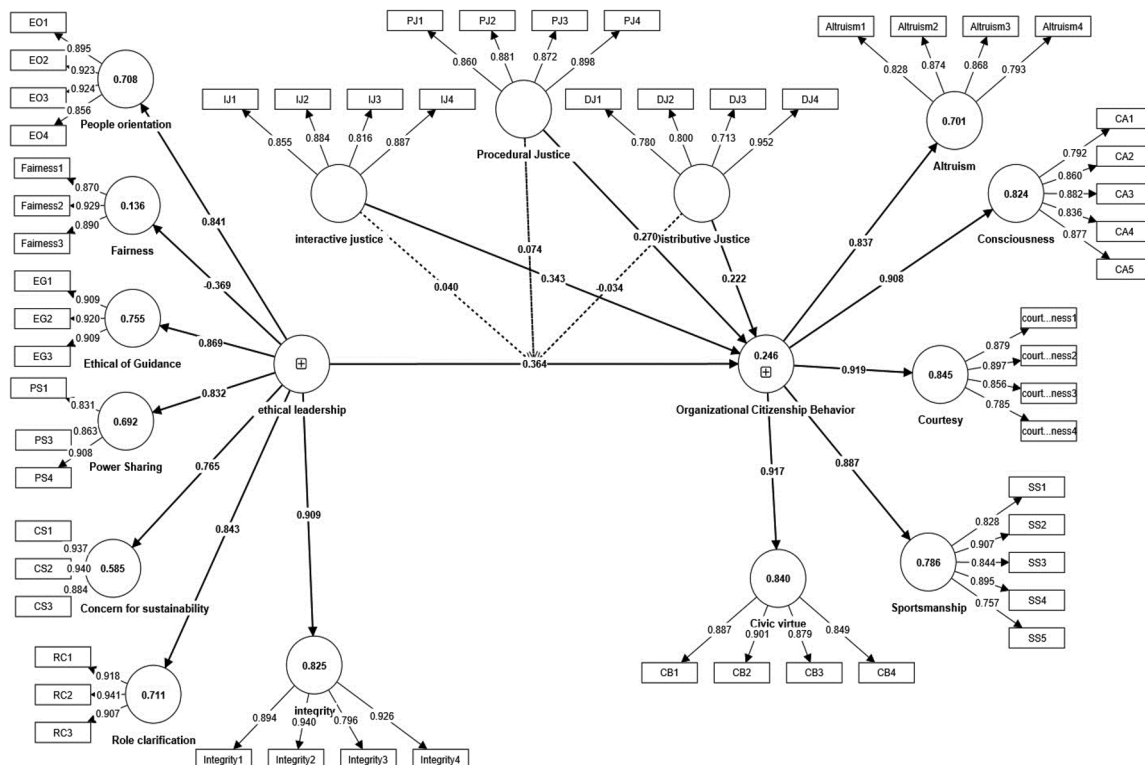 EO1
EO2
EO3
EO4
0.895
0.923
0.924
0.856
0.708
People orientation
Fairness1
Fairness2
Fairness3
0.870
0.929
0.890
0.136
Fairness
EG1
EG2
EG3
0.909
0.920
0.909
0.755
Ethical of Guidance
PS1
PS3
PS4
0.831
0.863
0.908
0.692
Power Sharing
CS1
CS2
CS3
0.937
0.940
0.884
0.585
Concern for sustainability
RC1
RC2
RC3
0.918
0.941
0.907
0.711
Role clarification
0.825
integrity
0.894
0.940
0.796
0.926
Integrity1
Integrity2
Integrity3
Integrity4
0.841
-0.369
0.869
0.832
0.765
0.843
0.909
ethical leadership
IJ1
IJ2
IJ3
IJ4
0.855
0.884
0.816
0.887
interactive justice
PJ1
PJ2
PJ3
PJ4
0.860
0.881
0.872
0.898
Procedural Justice
DJ1
DJ2
DJ3
DJ4
0.780
0.800
0.713
0.952
istributive Justice
0.040
0.074
-0.034
0.343
0.270
0.222
0.364
0.246
Organizational Citizenship Behavior
0.837
0.908
0.919
0.887
0.917
Altruism1
Altruism2
Altruism3
Altruism4
0.828
0.874
0.868
0.793
0.701
Altruism
CA1
CA2
CA3
CA4
CA5
0.792
0.860
0.882
0.836
0.877
0.824
Consciousness
court...ness1
court...ness2
court...ness3
court...ness4
0.879
0.897
0.856
0.785
0.845
Courtesy
SS1
SS2
SS3
SS4
SS5
0.828
0.907
0.844
0.895
0.757
0.786
Sportsmanship
0.840
Civic virtue
0.887
0.901
0.879
0.849
CB1
CB2
CB3
CB4